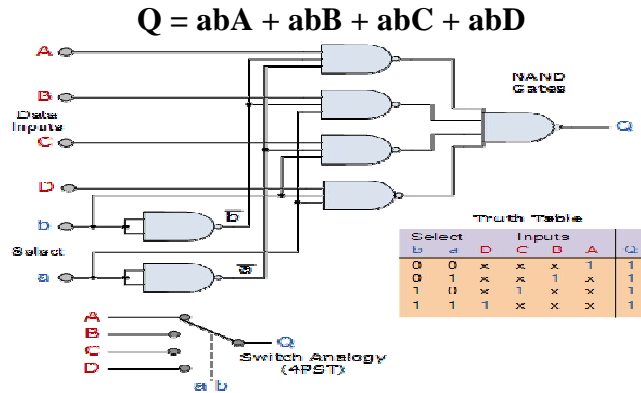 Q = abA + abB + abC + abD
A
NAND
Gates
B
Data
Inputs
Q
C
D
b
b
Select
a
a
Truth Table
Select Inputs
b a D C B A Q
0 0 x x x 1 1
0 1 x x 1 x 1
1 0 x 1 x x 1
1 1 1 x x x 1
A
B
Q
C
Switch Analogy
(4PST)
D
a b